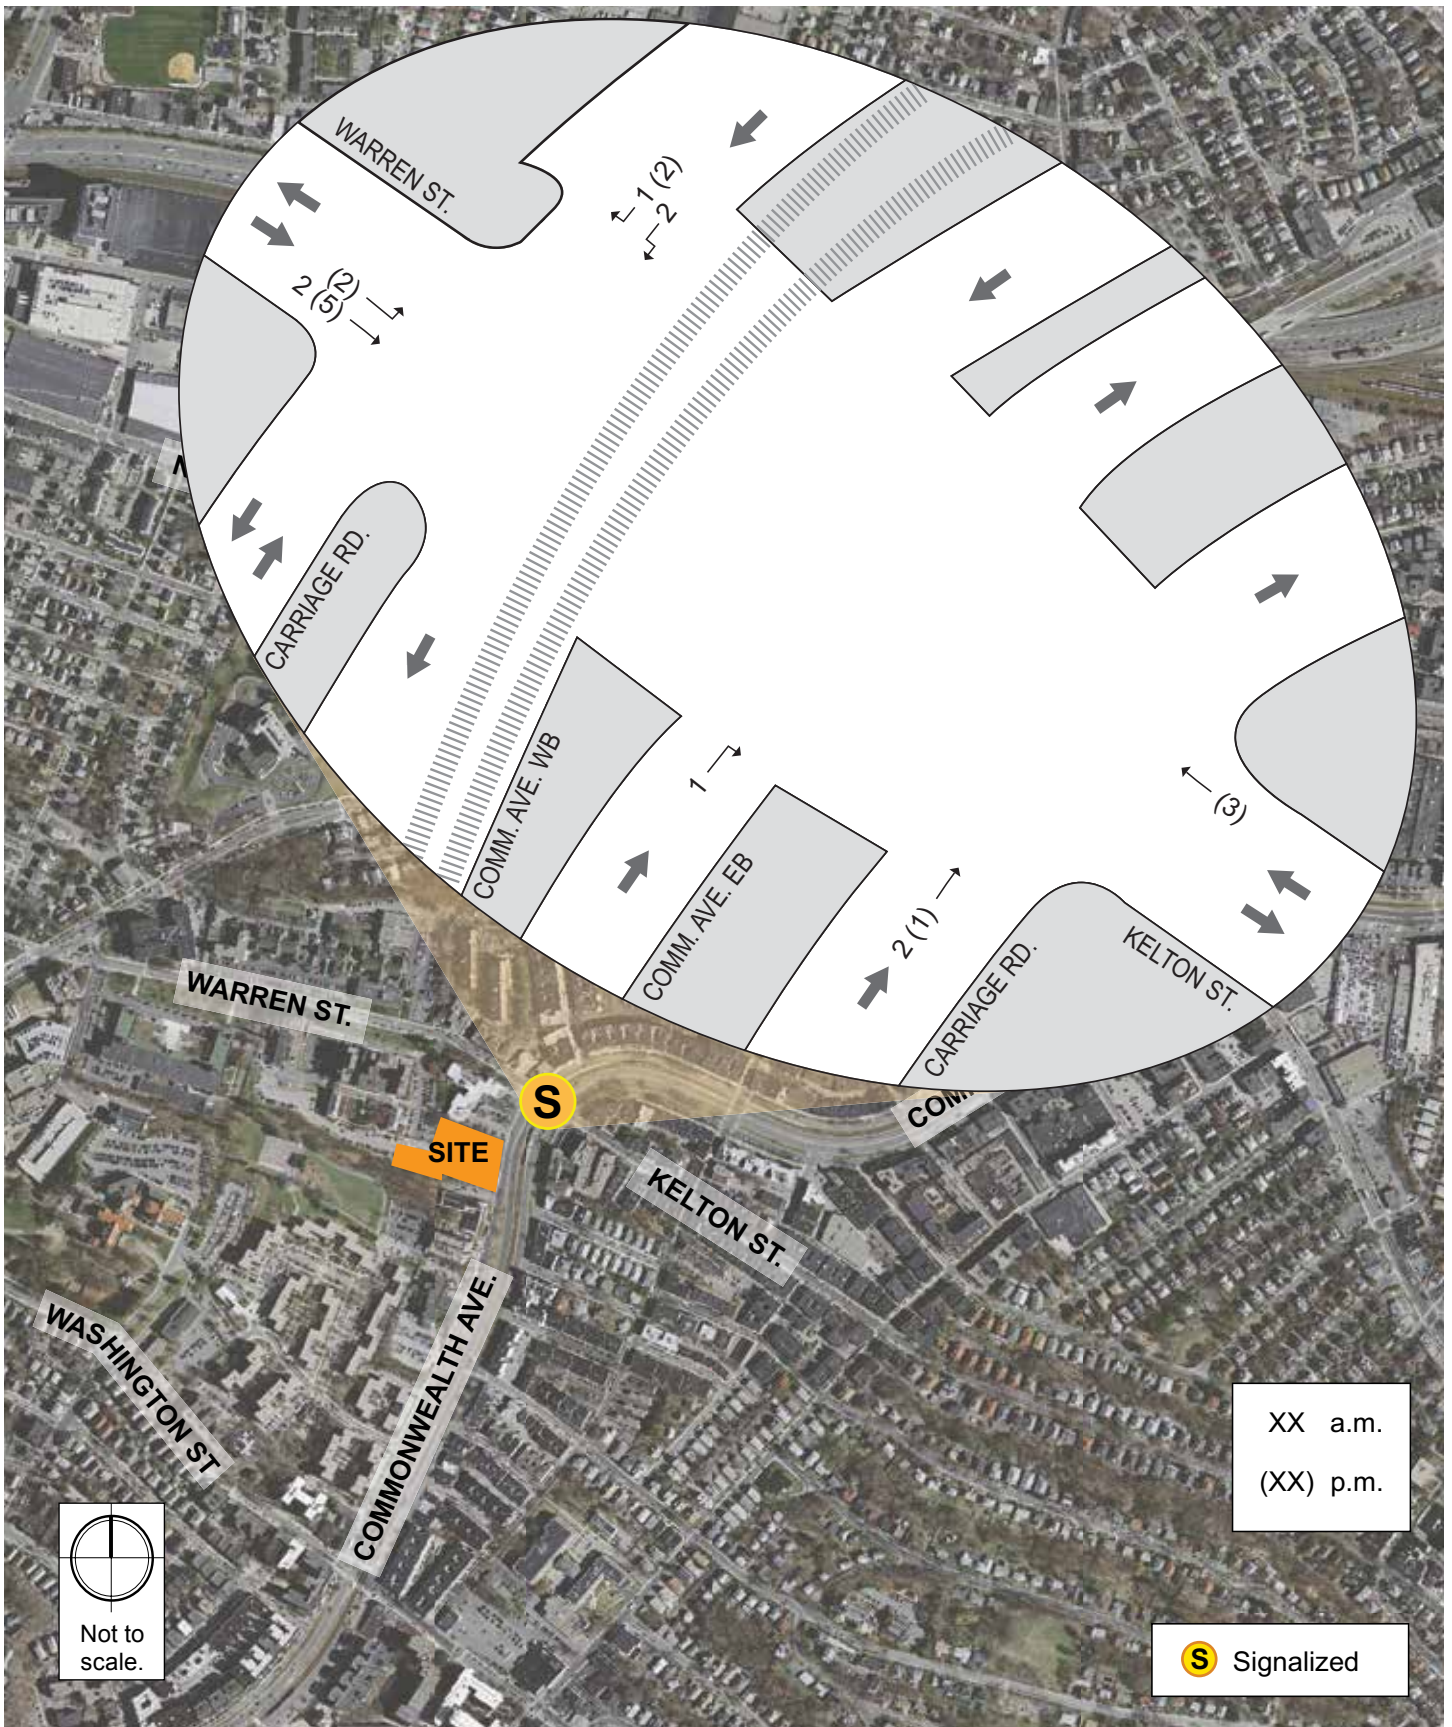 WARREN ST.
1 (2)
2
(2)
2 (5)
N
CARRIAGE RD.
COMM. AVE. WB
1
COMM. AVE. EB
2 (1)
(3)
CARRIAGE RD.
KELTON ST.
WARREN ST.
S
COM
SITE
KELTON ST.
COMMONWEALTH AVE.
WASHINGTON ST
XX a.m.
(XX) p.m.
Not to
scale.
S Signalized